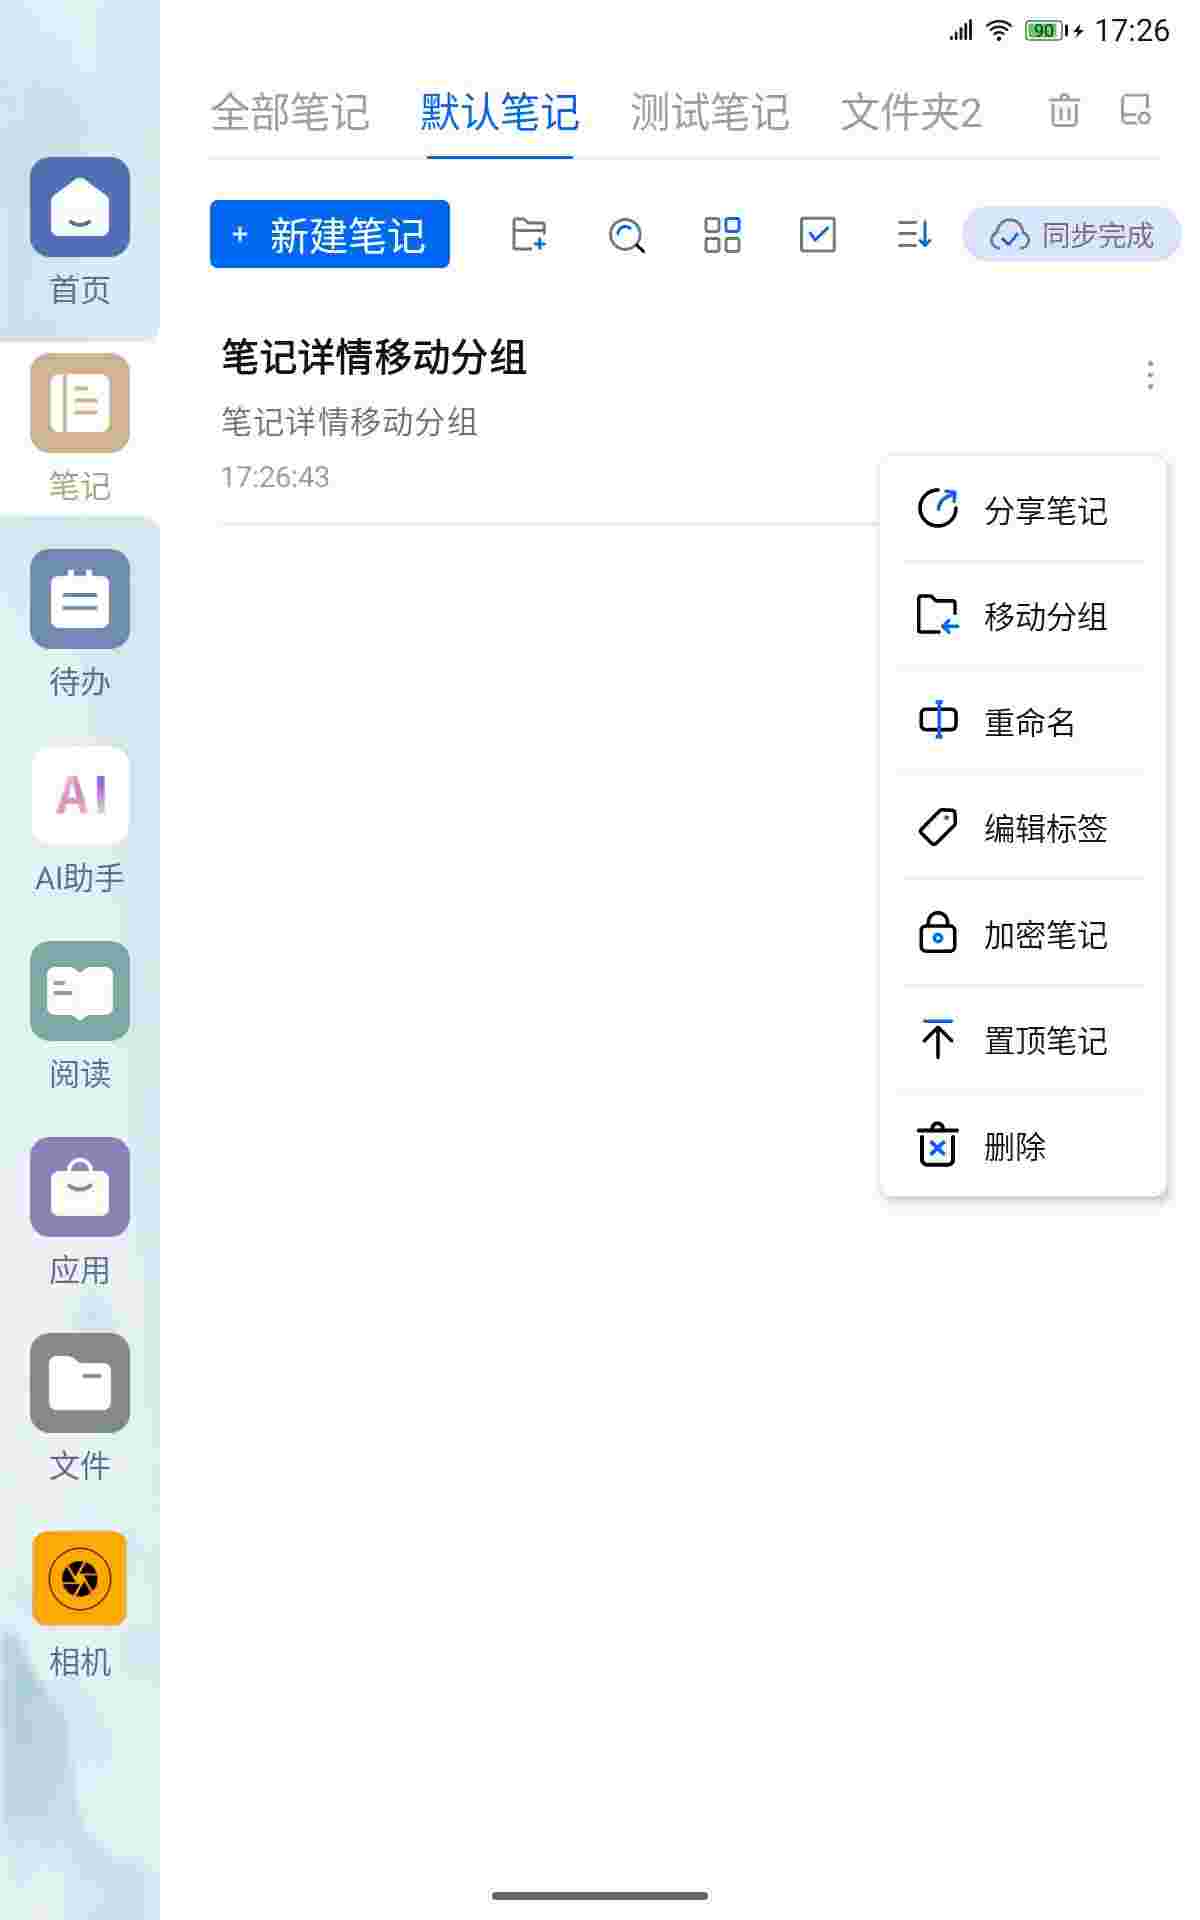 90 17:26
全部笔记 默认笔记 测试笔记 文件夹2
+ 新建笔记 同步完成
首页
笔记
待办
AI
AI助手
阅读
应用
文件
相机
笔记详情移动分组
笔记详情移动分组
17:26:43
分享笔记
移动分组
重命名
编辑标签
加密笔记
置顶笔记
删除